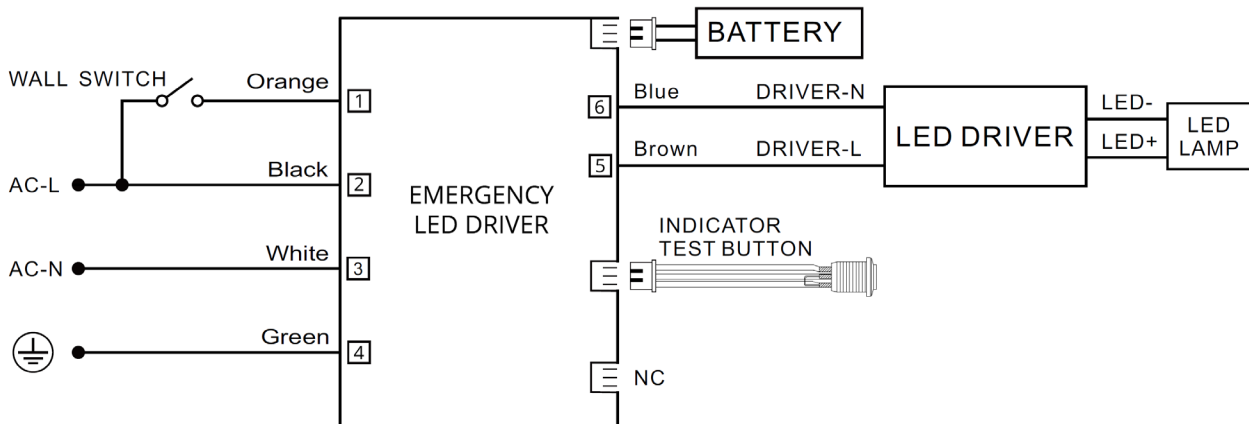 BATTERY
WALL SWITCH
Orange
1
6
Blue
DRIVER-N
LED DRIVER
LED-
LED+
LED
LAMP
Brown
DRIVER-L
5
AC-L
Black
2
EMERGENCY
LED DRIVER
INDICATOR
TEST BUTTON
AC-N
White
3
Green
4
NC